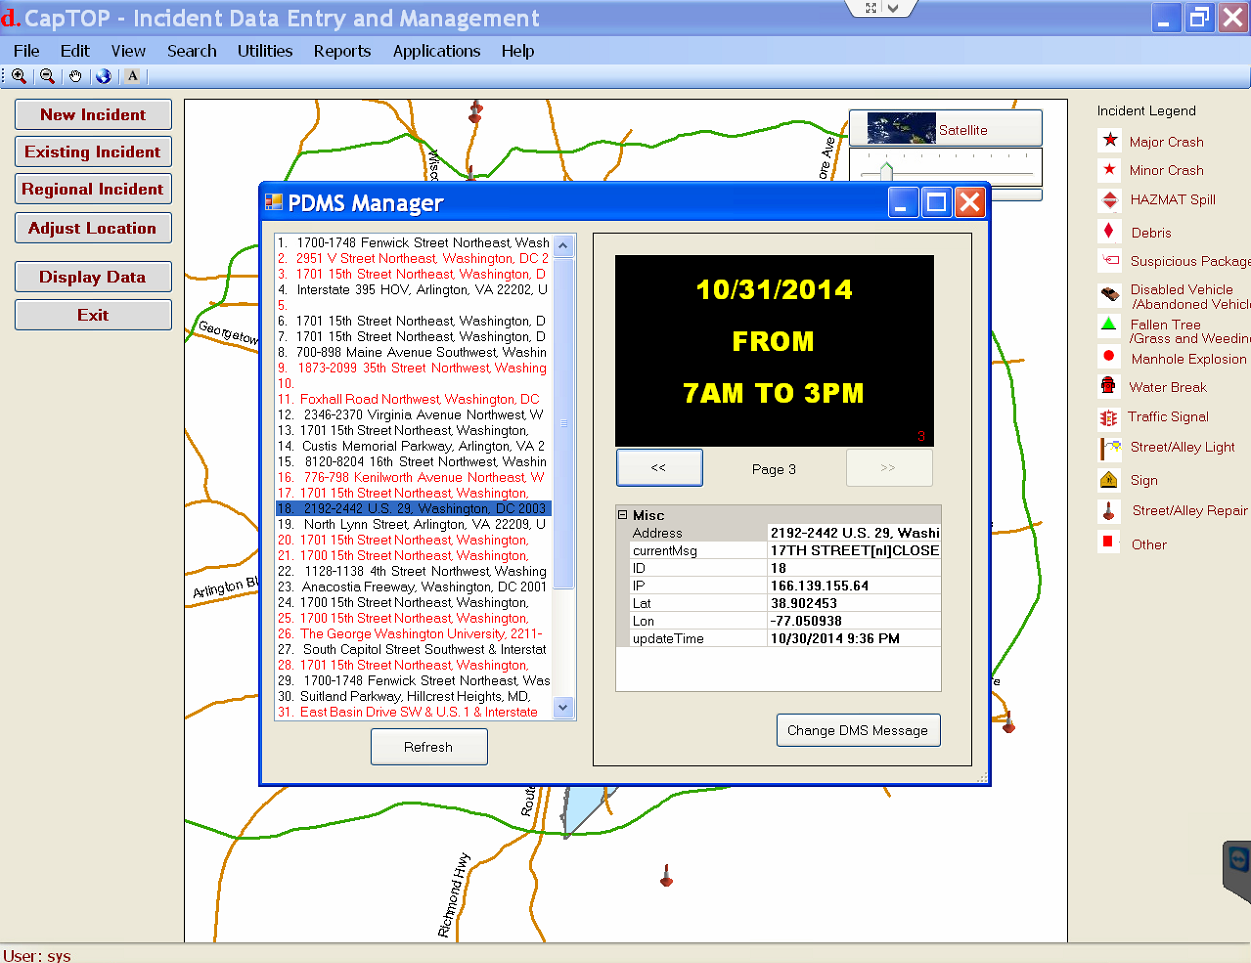 d. CapTOP - Incident Data Entry and Management
File Edit View Search Utilities Reports Applications Help
A
New Incident
Existing Incident
Regional Incident
Adjust Location
Display Data
Exit
Wisc
ore Ave
Satellite
Georgetow
Arlington Bl
Route
Richmond Hwy
PDMS Manager
1. 1700-1748 Fenwick Street Northeast, Wash
2. 2951 V Street Northeast, Washington, DC 2
3. 1701 15th Street Northeast, Washington, D
4. Interstate 395 HOV, Arlington, VA 22202, U
5.
6. 1701 15th Street Northeast, Washington, D
7. 1701 15th Street Northeast, Washington, D
8. 700-898 Maine Avenue Southwest, Washin
9. 1873-2099 35th Street Northwest, Washing
10.
11. Foxhall Road Northwest, Washington, DC
12. 2346-2370 Virginia Avenue Northwest, W
13. 1701 15th Street Northeast, Washington,
14. Custis Memorial Parkway, Arlington, VA 2
15. 8120-8204 16th Street Northwest, Washin
16. 776-798 Kenilworth Avenue Northeast, W
17. 1701 15th Street Northeast, Washington,
18. 2192-2442 U.S. 29, Washington, DC 2003
19. North Lynn Street, Arlington, VA 22209, U
20. 1701 15th Street Northeast, Washington,
21. 1700 15th Street Northeast, Washington,
22. 1128-1138 4th Street Northeast, Washing
23. Anacostia Freeway, Washington, DC 2001
24. 1700 15th Street Northeast, Washington,
25. 1700 15th Street Northeast, Washington,
26. The George Washington University, 2211-
27. South Capitol Street Southwest & Interstat
28. 1701 15th Street Northeast, Washington,
29. 1700-1748 Fenwick Street Northeast, Was
30. Suitland Parkway, Hillcrest Heights, MD,
31. East Basin Drive SW & U.S. 1 & Interstate
Refresh
10/31/2014
FROM
7AM TO 3PM
3
<< Page 3 >>
Misc
Address 2192-2442 U.S. 29, Washi
currentMsg 17TH STREET[nl]CLOSE
ID 18
IP 166.139.155.64
Lat 38.902453
Lon -77.050938
updateTime 10/30/2014 9:36 PM
Change DMS Message
Incident Legend
Major Crash
Minor Crash
HAZMAT Spill
Debris
Suspicious Package
Disabled Vehicle
/Abandoned Vehicl
Fallen Tree
/Grass and Weedin
Manhole Explosion
Water Break
Traffic Signal
Street/Alley Light
Sign
Street/Alley Repair
Other
User: sys